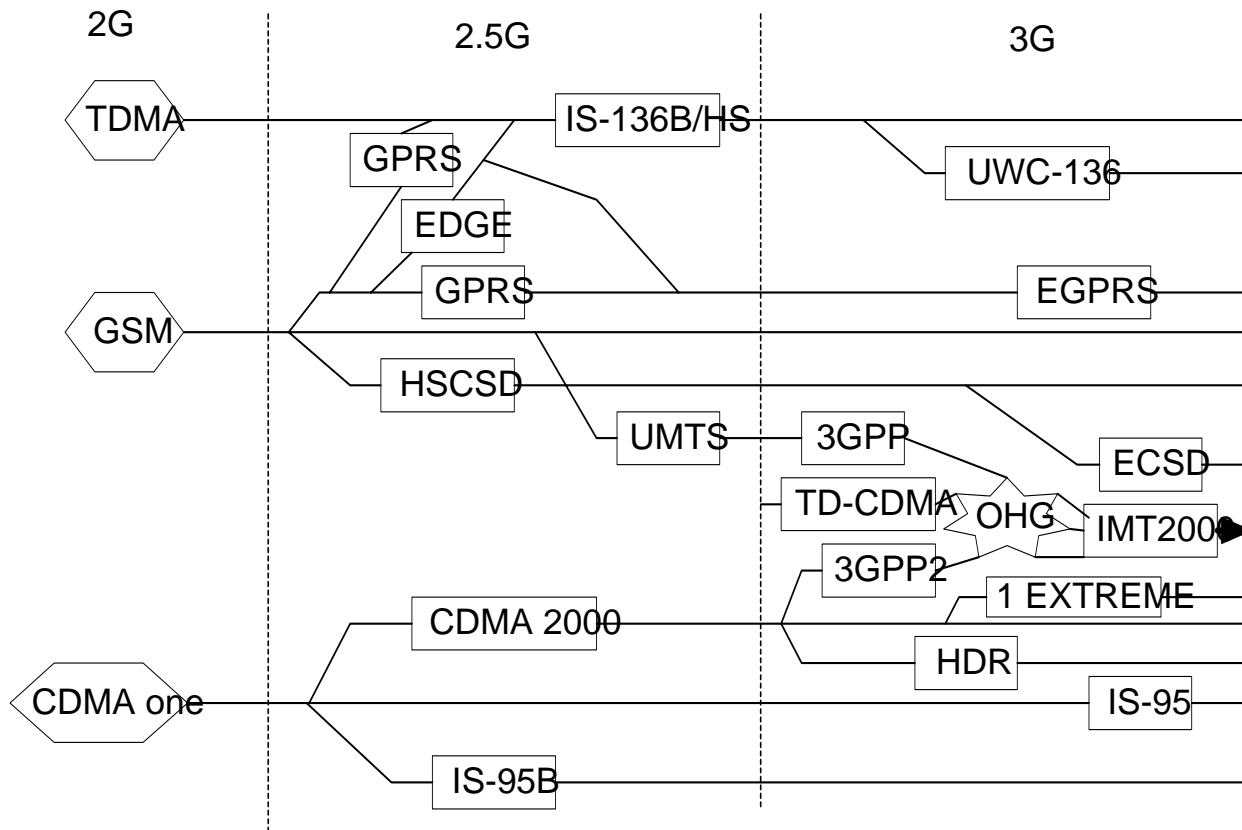 2G
2.5G
3G
TDMA
IS-136B/HS
GPRS
UWC-136
EDGE
GPRS
EGPRS
GSM
HSCSD
UMTS
3GPP
ECSD
TD-CDMA
OHG
IMT2000
3GPP2
1 EXTREME
CDMA 2000
HDR
CDMA one
IS-95
IS-95B